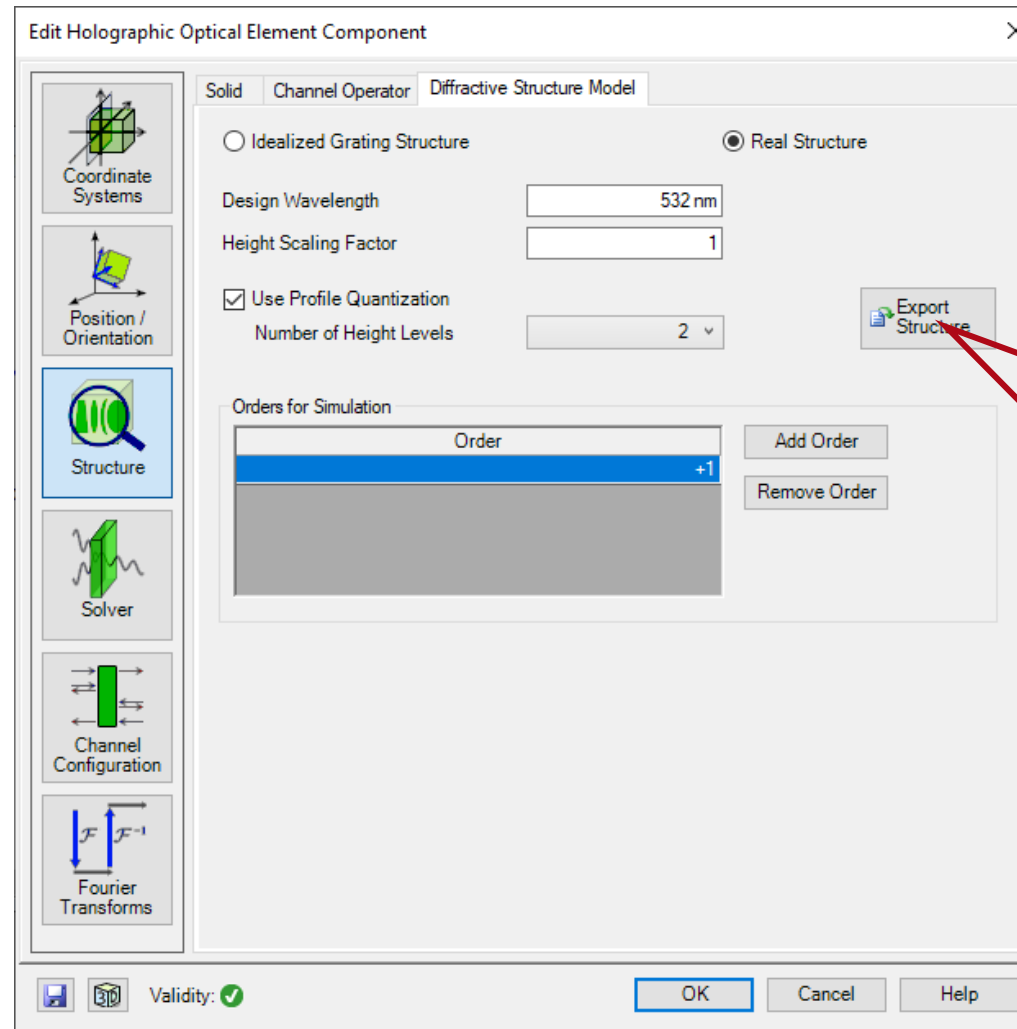 Edit Holographic Optical Element Component
Solid Channel Operator Diffractive Structure Model
Idealized Grating Structure Real Structure
Design Wavelength 532 nm
Height Scaling Factor 1
Use Profile Quantization
Number of Height Levels 2
Export
Structure
Orders for Simulation
Order
+1
Add Order
Remove Order
Coordinate
Systems
Position /
Orientation
Structure
Solver
Channel
Configuration
F F⁻¹
Fourier
Transforms
3D
Validity:
OK Cancel Help